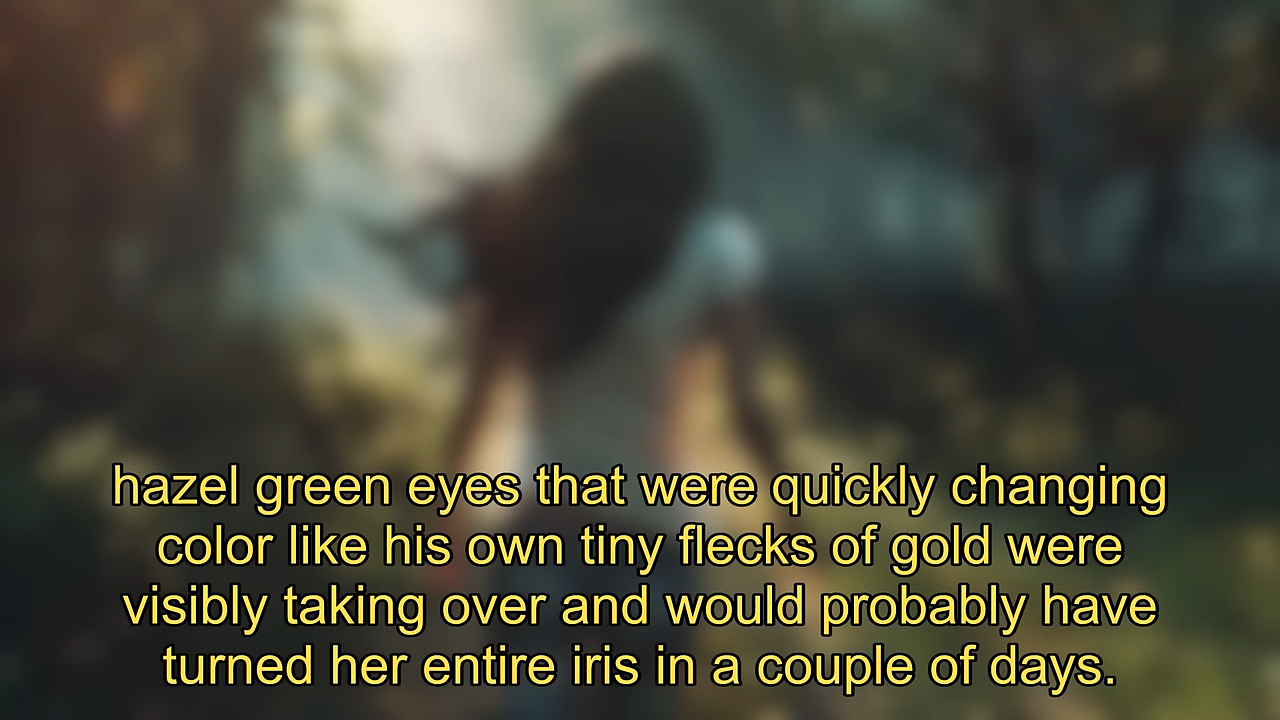 hazel green eyes that were quickly changing
color like his own tiny flecks of gold were
visibly taking over and would probably have
turned her entire iris in a couple of days.